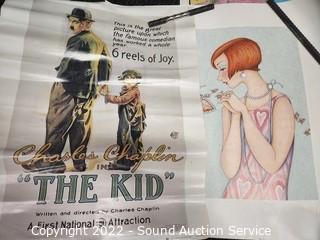 This is the great
picture upon which
the famous comedian
has worked a whole
year
6 reels of Joy.
Charles Chaplin
IN
"THE KID"
Written and directed by Charles Chaplin
A First National Attraction
Copyright 2022 - Sound Auction Service